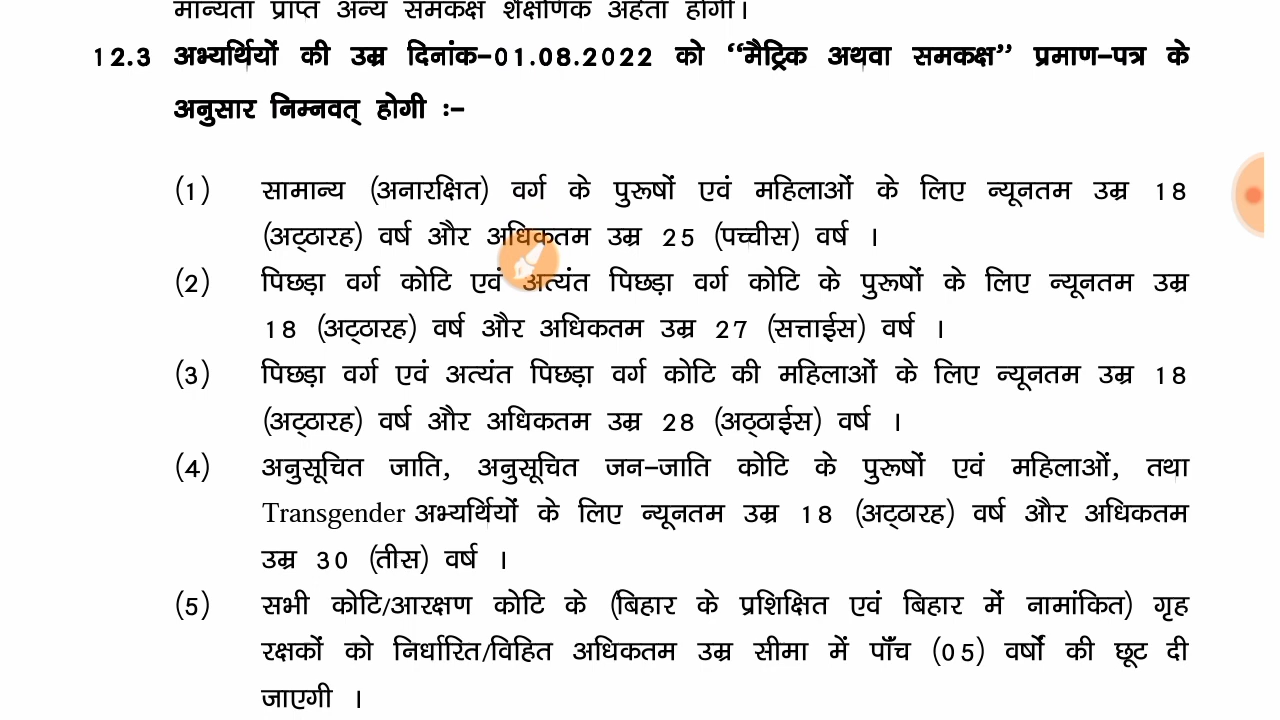 मान्यता प्राप्त अन्य समकक्ष शैक्षणिक अर्हता होगी।
12.3 अभ्यर्थियों की उम्र दिनांक-01.08.2022 को “मैट्रिक अथवा समकक्ष” प्रमाण-पत्र के
अनुसार निम्नवत् होगी :-
(1) सामान्य (अनारक्षित) वर्ग के पुरूषों एवं महिलाओं के लिए न्यूनतम उम्र 18
(अट्ठारह) वर्ष और अधिकतम उम्र 25 (पच्चीस) वर्ष ।
(2) पिछड़ा वर्ग कोटि एवं अत्यंत पिछड़ा वर्ग कोटि के पुरूषों के लिए न्यूनतम उम्र
18 (अट्ठारह) वर्ष और अधिकतम उम्र 27 (सत्ताईस) वर्ष ।
(3) पिछड़ा वर्ग एवं अत्यंत पिछड़ा वर्ग कोटि की महिलाओं के लिए न्यूनतम उम्र 18
(अट्ठारह) वर्ष और अधिकतम उम्र 28 (अठ्ठाईस) वर्ष ।
(4) अनुसूचित जाति, अनुसूचित जन-जाति कोटि के पुरूषों एवं महिलाओं, तथा
Transgender अभ्यर्थियों के लिए न्यूनतम उम्र 18 (अट्ठारह) वर्ष और अधिकतम
उम्र 30 (तीस) वर्ष ।
(5) सभी कोटि/आरक्षण कोटि के (बिहार के प्रशिक्षित एवं बिहार में नामांकित) गृह
रक्षकों को निर्धारित/विहित अधिकतम उम्र सीमा में पाँच (05) वर्षों की छूट दी
जाएगी ।